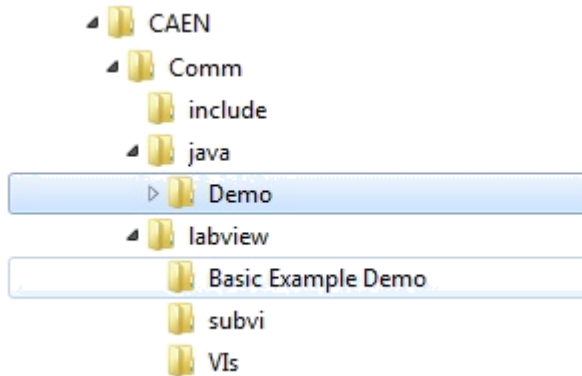 CAEN
Comm
include
java
Demo
labview
Basic Example Demo
subvi
VIs